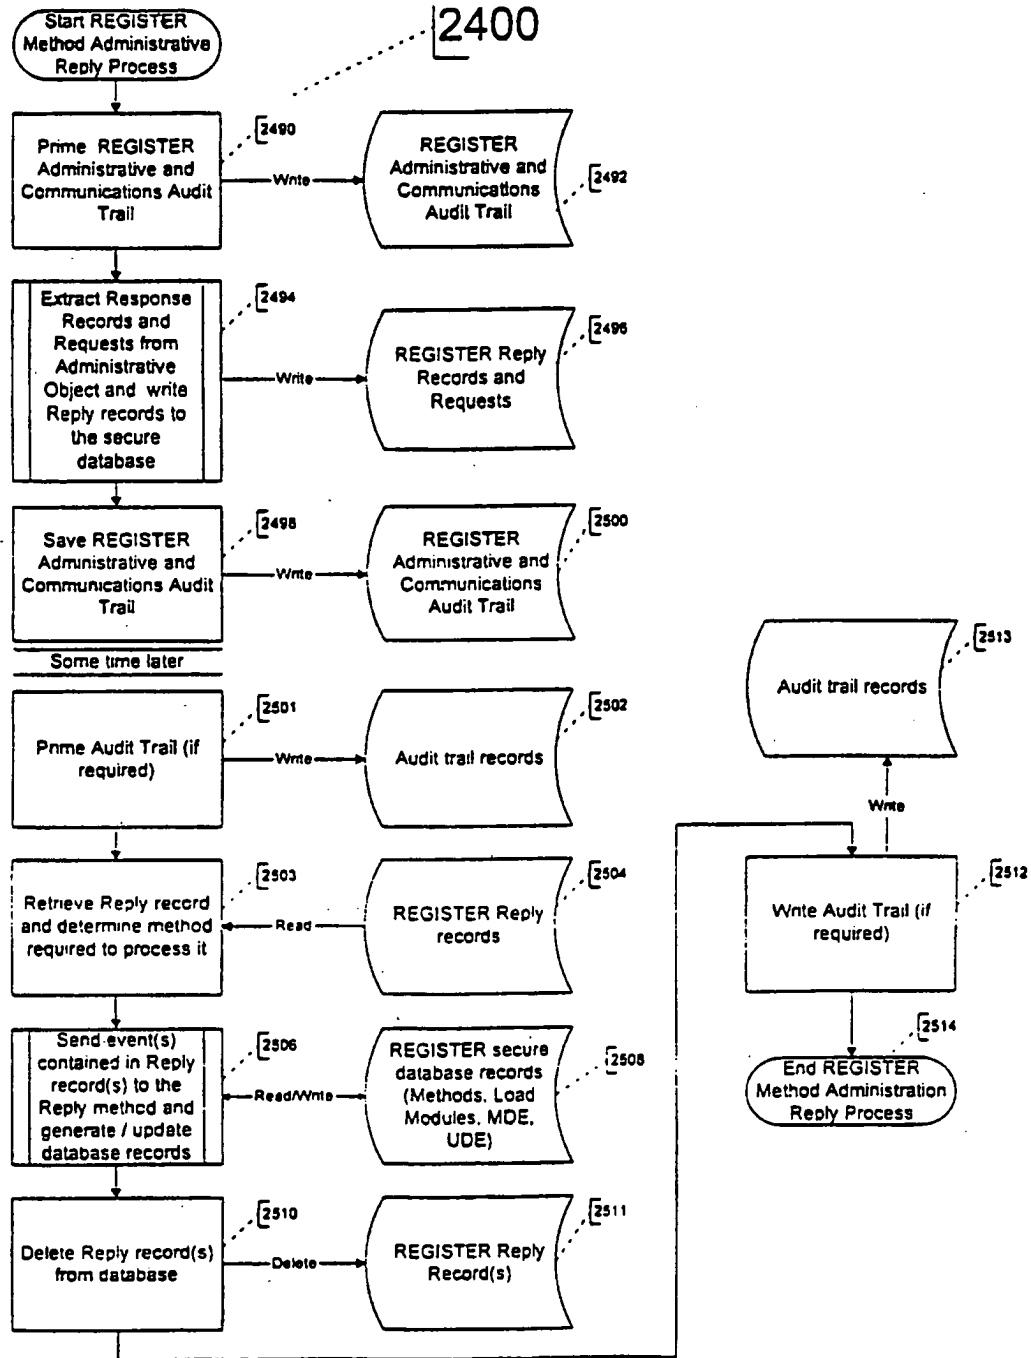 Start REGISTER
Method Administrative
Reply Process
2400
Prime REGISTER
Administrative and
Communications Audit
Trail
2490
Write
REGISTER
Administrative and
Communications
Audit Trail
2492
Extract Response
Records and
Requests from
Administrative
Object and write
Reply records to
the secure
database
2494
Write
REGISTER Reply
Records and
Requests
2496
Save REGISTER
Administrative and
Communications Audit
Trail
2498
Write
REGISTER
Administrative and
Communications
Audit Trail
2500
Some time later
Prime Audit Trail (if
required)
2501
Write
Audit trail records
2502
Retrieve Reply record
and determine method
required to process it
2503
Read
REGISTER Reply
records
2504
Send event(s)
contained in Reply
record(s) to the
Reply method and
generate / update
database records
2506
Read/Write
REGISTER secure
database records
(Methods, Load
Modules, MDE,
UDE)
2508
Delete Reply record(s)
from database
2510
Delete
REGISTER Reply
Record(s)
2511
Audit trail records
2513
Write
Write Audit Trail (if
required)
2512
2514
End REGISTER
Method Administration
Reply Process